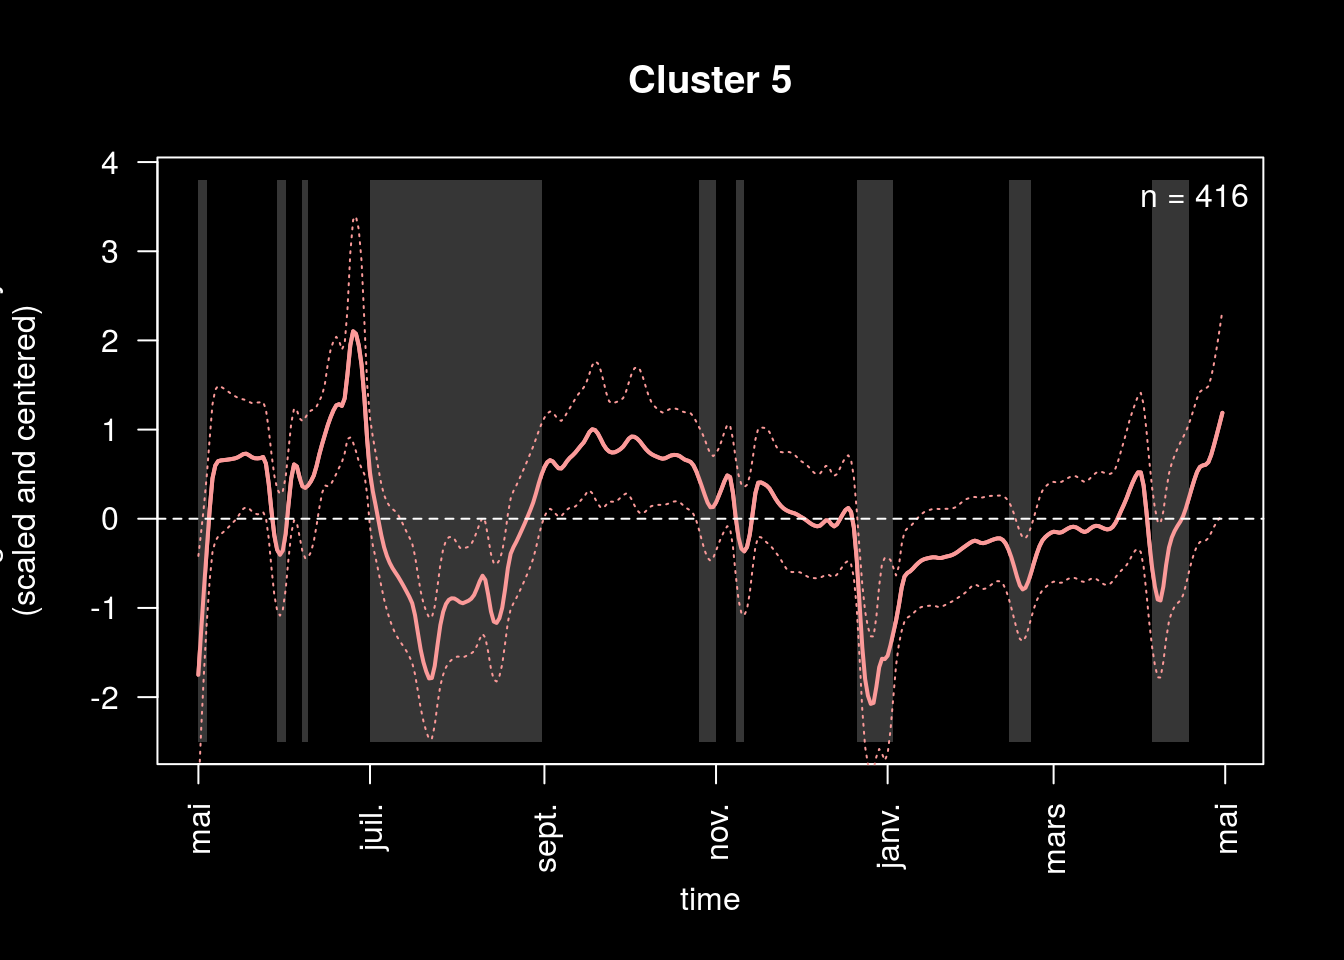 Cluster 5
n = 416
4
3
2
1
0
-1
-2
(scaled and centered)
mai
juil.
sept.
nov.
janv.
mars
mai
time